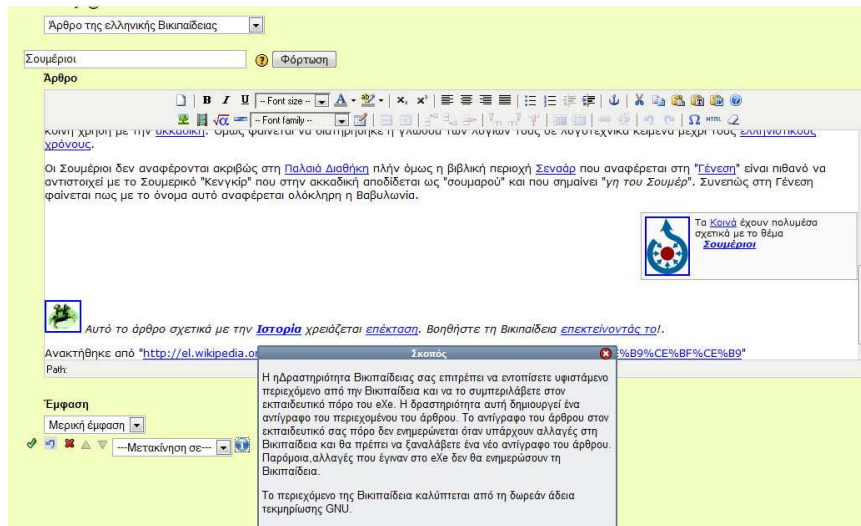 Άρθρο της ελληνικής Βικιπαίδειας
Σουμέριοι
Φόρτωση
Άρθρο
B I U -- Font size --
-- Font family --
HTML
κοινή χρήση με την ακκαδική. Όμως φαίνεται να διατηρήθηκε η γλώσσα των λογίων τους σε λογοτεχνικά κείμενα μέχρι τους ελληνιστικούς
χρόνους.
Οι Σουμέριοι δεν αναφέρονται ακριβώς στη Παλαιά Διαθήκη πλήν όμως η βιβλική περιοχή Σεναάρ που αναφέρεται στη "Γένεση" είναι πιθανό να
αντιστοιχεί με το Σουμερικό "Κενγκίρ" που στην ακκαδική αποδίδεται ως "σουμαρού" και που σημαίνει "γη του Σουμέρ". Συνεπώς στη Γένεση
φαίνεται πως με το όνομα αυτό αναφέρεται ολόκληρη η Βαβυλωνία.
Τα Κοινά έχουν πολυμέσα
σχετικά με το θέμα
Σουμέριοι
Αυτό το άρθρο σχετικά με την Ιστορία χρειάζεται επέκταση. Βοηθήστε τη Βικιπαίδεια επεκτείνοντάς το!.
Ανακτήθηκε από "http://el.wikipedia.or %B9%CE%BF%CE%B9"
Path:
Σκοπός
Η ηΔραστηριότητα Βικιπαίδειας σας επιτρέπει να εντοπίσετε υφιστάμενο
περιεχόμενο από την Βικιπαίδεια και να το συμπεριλάβετε στον
εκπαιδευτικό πόρο του eXe. Η δραστηριότητα αυτή δημιουργεί ένα
αντίγραφο του περιεχομένου του άρθρου. Το αντίγραφο του άρθρου στον
εκπαιδευτικό σας πόρο δεν ενημερώνεται όταν υπάρχουν αλλαγές στη
Βικιπαίδεια και θα πρέπει να ξαναλάβετε ένα νέο αντίγραφο του άρθρου.
Παρόμοια,αλλαγές που έγιναν στο eXe δεν θα ενημερώσουν τη
Βικιπαίδεια.
Το περιεχόμενο της Βικιπαίδεια καλύπτεται από τη δωρεάν άδεια
τεκμηρίωσης GNU.
Έμφαση
Μερική έμφαση
---Μετακίνηση σε---